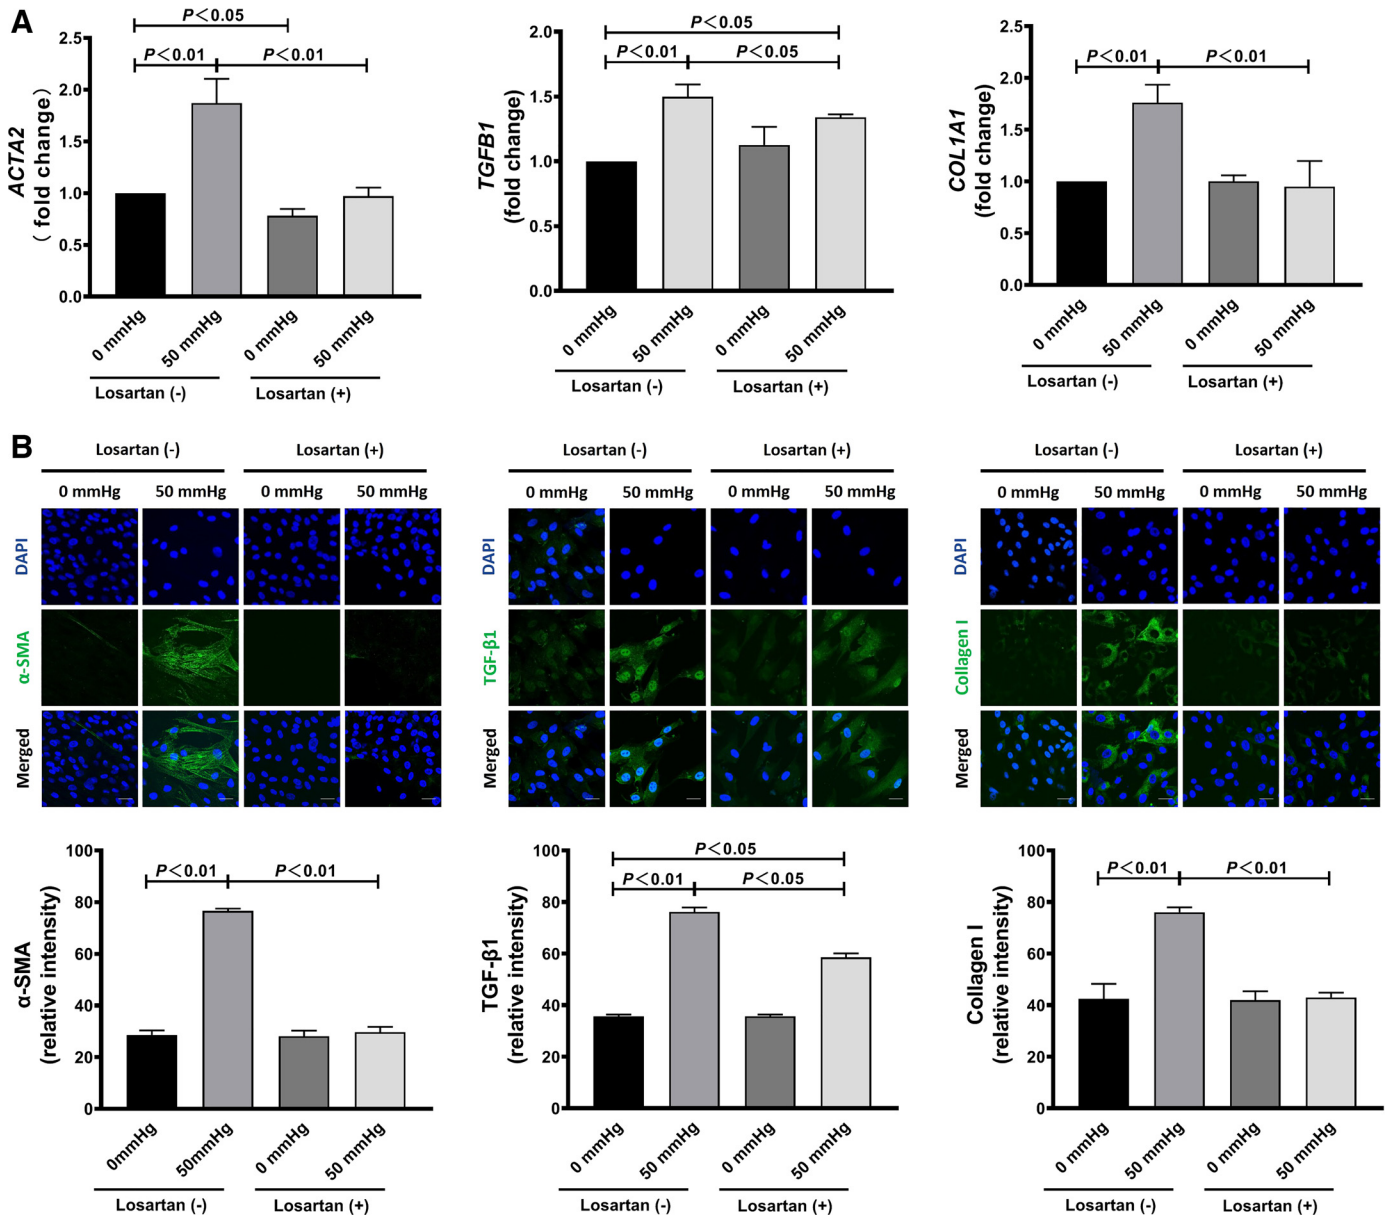 A
P<0.05
P<0.01
P<0.01
2.5
2.0
1.5
1.0
0.5
0.0
ACTA2
( fold change)
0 mmHg
50 mmHg
0 mmHg
50 mmHg
Losartan (-)
Losartan (+)
P<0.05
P<0.01
P<0.05
2.0
1.5
1.0
0.5
0.0
TGFB1
(fold change)
0 mmHg
50 mmHg
0 mmHg
50 mmHg
Losartan (-)
Losartan (+)
P<0.01
P<0.01
2.5
2.0
1.5
1.0
0.5
0.0
COL1A1
(fold change)
0 mmHg
50 mmHg
0 mmHg
50 mmHg
Losartan (-)
Losartan (+)
B
Losartan (-)
Losartan (+)
0 mmHg
50 mmHg
0 mmHg
50 mmHg
DAPI
α-SMA
Merged
Losartan (-)
Losartan (+)
0 mmHg
50 mmHg
0 mmHg
50 mmHg
DAPI
TGF-β1
Merged
Losartan (-)
Losartan (+)
0 mmHg
50 mmHg
0 mmHg
50 mmHg
DAPI
Collagen I
Merged
P<0.01
P<0.01
100
80
60
40
20
0
α-SMA
(relative intensity)
0mmHg
50mmHg
0 mmHg
50 mmHg
Losartan (-)
Losartan (+)
P<0.05
P<0.01
P<0.05
100
80
60
40
20
0
TGF-β1
(relative intensity)
0 mmHg
50 mmHg
0 mmHg
50 mmHg
Losartan (-)
Losartan (+)
P<0.01
P<0.01
100
80
60
40
20
0
Collagen I
(relative intensity)
0 mmHg
50 mmHg
0 mmHg
50 mmHg
Losartan (-)
Losartan (+)